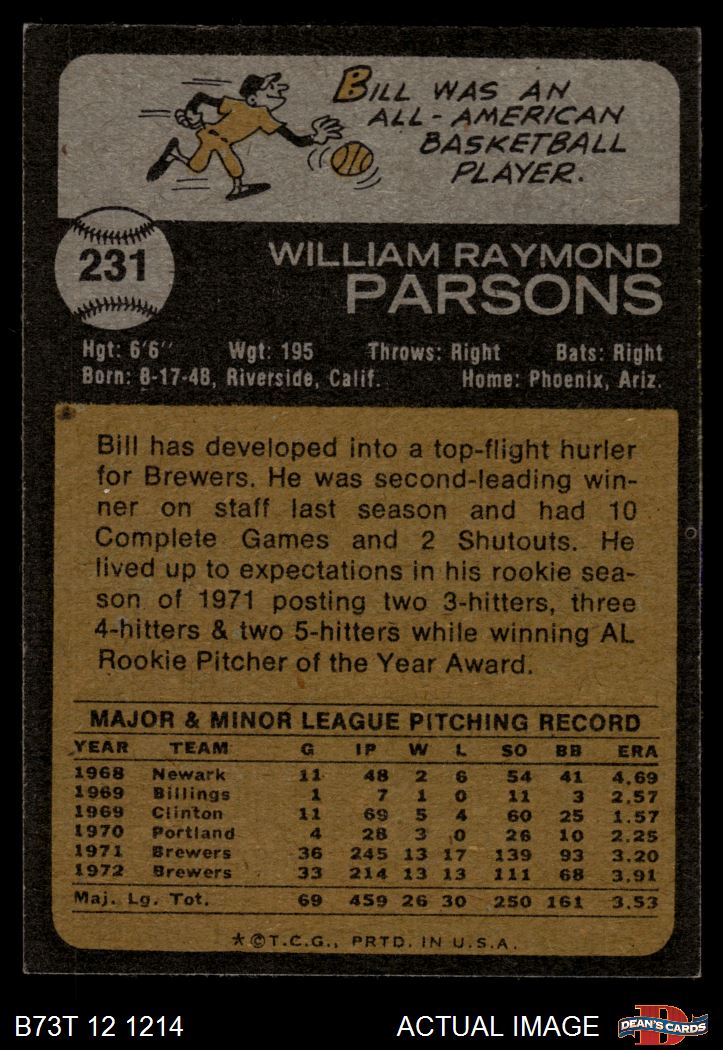 BILL WAS AN
ALL-AMERICAN
BASKETBALL
PLAYER.
231
WILLIAM RAYMOND
PARSONS
Hgt: 6'6" Wgt: 195 Throws: Right Bats: Right
Born: 8-17-48, Riverside, Calif. Home: Phoenix, Ariz.
Bill has developed into a top-flight hurler
for Brewers. He was second-leading win-
ner on staff last season and had 10
Complete Games and 2 Shutouts. He
lived up to expectations in his rookie sea-
son of 1971 posting two 3-hitters, three
4-hitters & two 5-hitters while winning AL
Rookie Pitcher of the Year Award.
MAJOR & MINOR LEAGUE PITCHING RECORD
YEAR TEAM G IP W L SO BB ERA
1968 Newark 11 48 2 6 54 41 4.69
1969 Billings 1 7 1 0 11 3 2.57
1969 Clinton 11 69 5 4 60 25 1.57
1970 Portland 4 28 3 0 26 10 2.25
1971 Brewers 36 245 13 17 139 93 3.20
1972 Brewers 33 214 13 13 111 68 3.91
Maj. Lg. Tot. 69 459 26 30 250 161 3.53
*©T.C.G., PRTD. IN U.S.A.
B73T 12 1214 ACTUAL IMAGE D DEAN'S CARDS